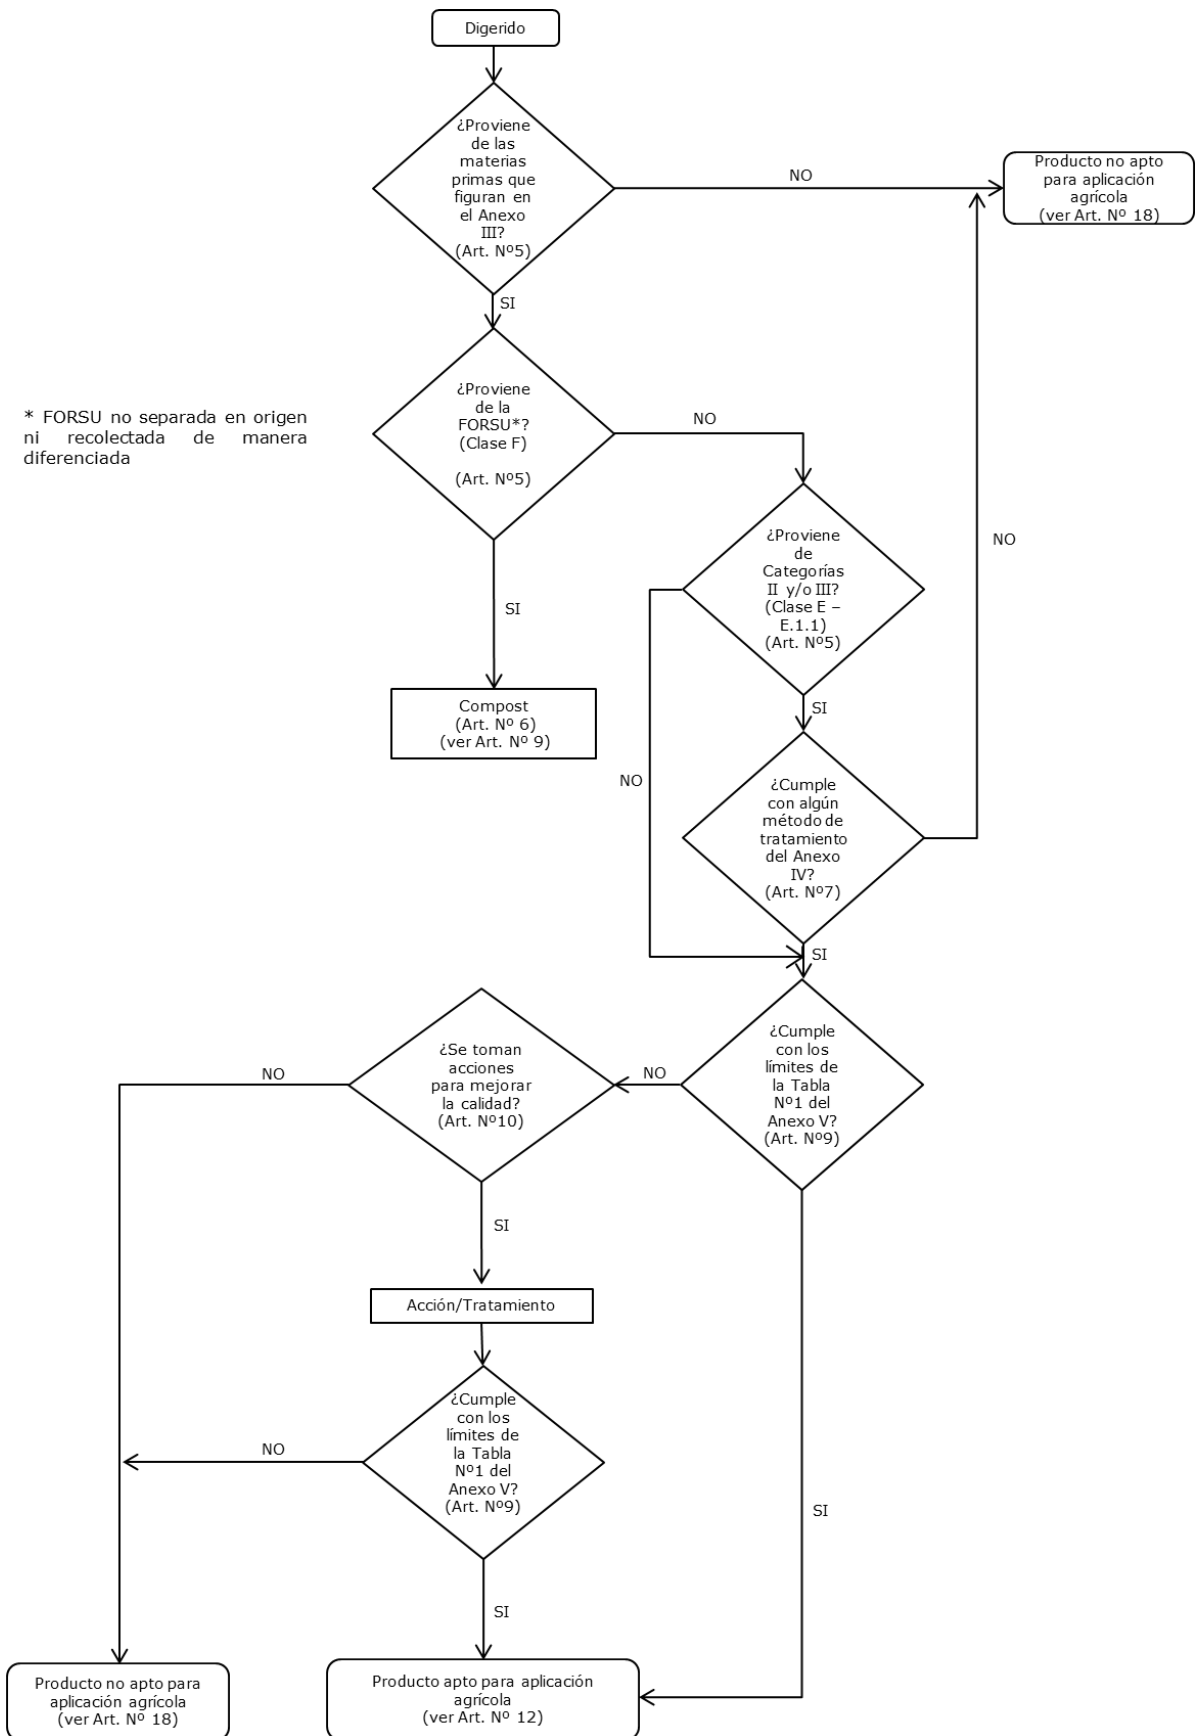 Digerido
¿Proviene
de las
materias
primas que
figuran en
el Anexo
III?
(Art. Nº5)
NO
Producto no apto
para aplicación
agrícola
(ver Art. Nº 18)
SI
* FORSU no separada en origen
ni recolectada de manera
diferenciada
¿Proviene
de la
FORSU*?
(Clase F)
(Art. Nº5)
NO
SI
Compost
(Art. Nº 6)
(ver Art. Nº 9)
¿Proviene
de
Categorías
II y/o III?
(Clase E –
E.1.1)
(Art. Nº5)
NO
SI
NO
¿Cumple
con algún
método de
tratamiento
del Anexo
IV?
(Art. Nº7)
SI
¿Cumple
con los
límites de
la Tabla
Nº1 del
Anexo V?
(Art. Nº9)
NO
¿Se toman
acciones
para mejorar
la calidad?
(Art. Nº10)
NO
SI
Acción/Tratamiento
¿Cumple
con los
límites de
la Tabla
Nº1 del
Anexo V?
(Art. Nº9)
NO
SI
SI
Producto no apto para
aplicación agrícola
(ver Art. Nº 18)
Producto apto para aplicación
agrícola
(ver Art. Nº 12)